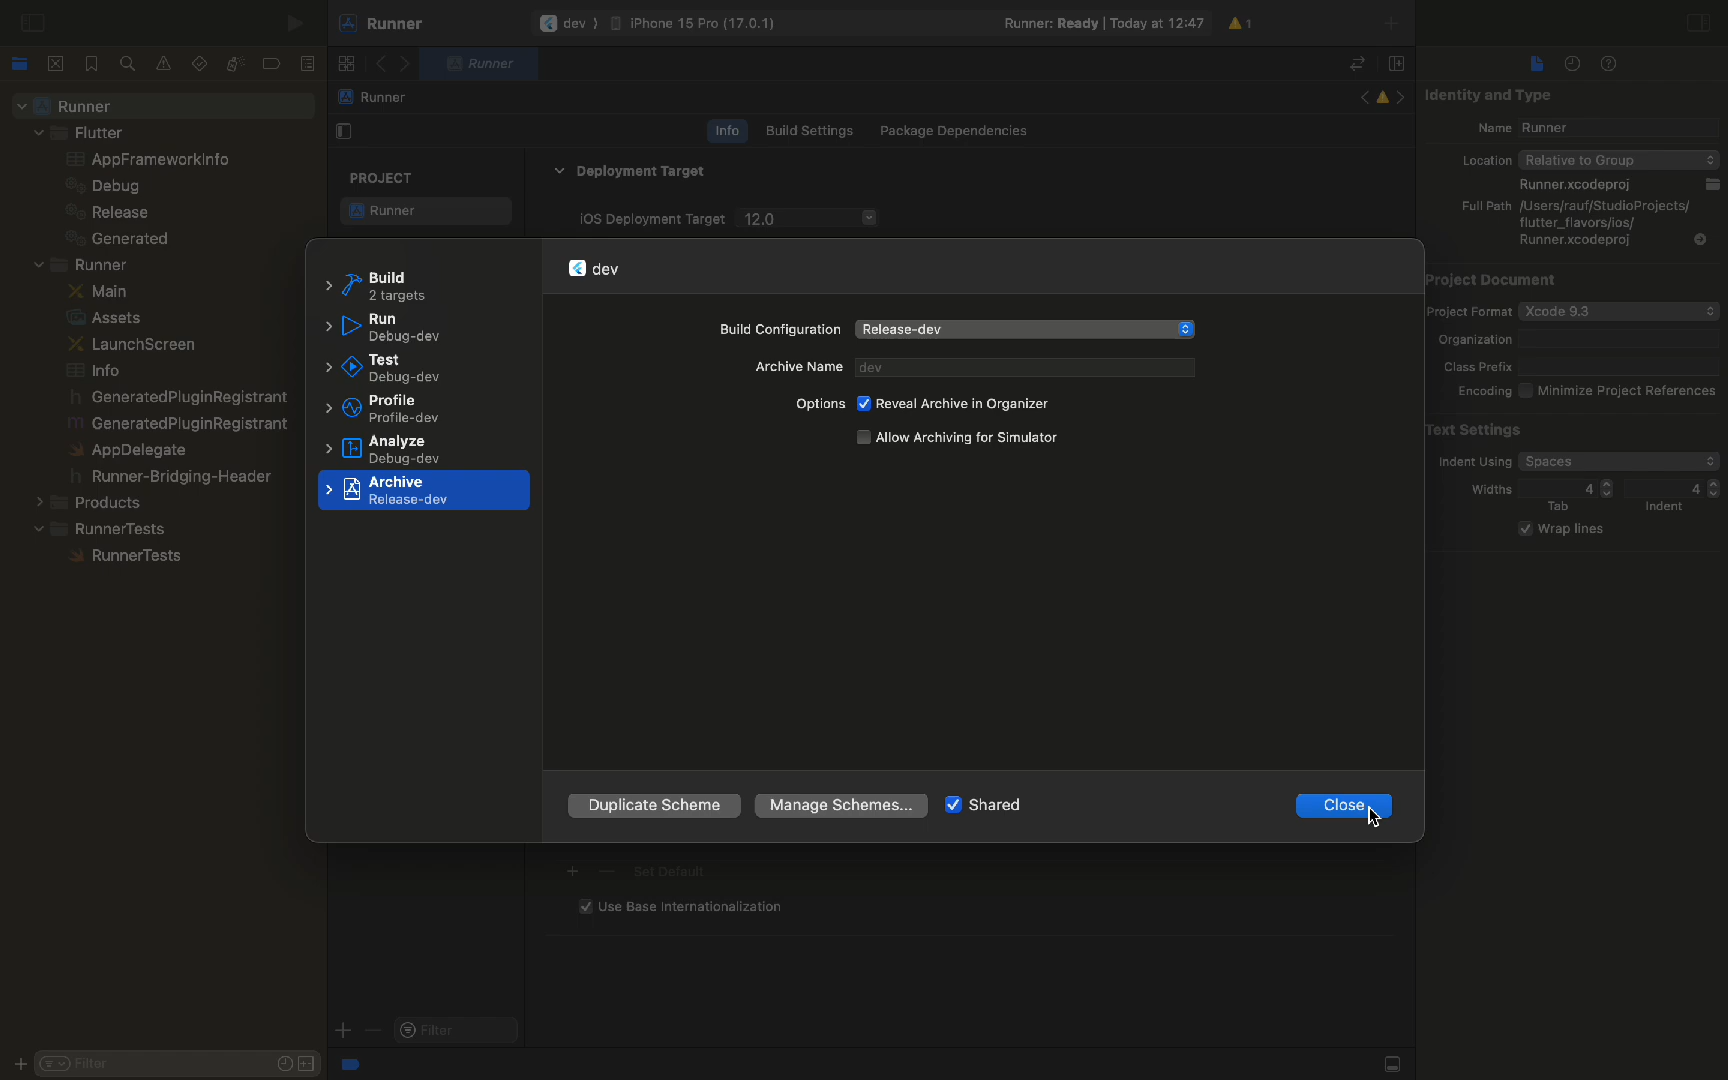 Runner
dev
iPhone 15 Pro (17.0.1)
Runner: Ready | Today at 12:47
1
Runner
Runner
Info
Build Settings
Package Dependencies
Runner
Flutter
AppFrameworkInfo
Debug
Release
Generated
Runner
Main
Assets
LaunchScreen
Info
GeneratedPluginRegistrant
GeneratedPluginRegistrant
AppDelegate
Runner-Bridging-Header
Products
RunnerTests
RunnerTests
Filter
PROJECT
Runner
Deployment Target
iOS Deployment Target
12.0
Build
2 targets
Run
Debug-dev
Test
Debug-dev
Profile
Profile-dev
Analyze
Debug-dev
Archive
Release-dev
dev
Build Configuration
Release-dev
Archive Name
dev
Options
Reveal Archive in Organizer
Allow Archiving for Simulator
Duplicate Scheme
Manage Schemes...
Shared
Close
Set Default
Use Base Internationalization
Filter
Identity and Type
Name
Runner
Location
Relative to Group
Runner.xcodeproj
Full Path
/Users/rauf/StudioProjects/
flutter_flavors/ios/
Runner.xcodeproj
Project Document
Project Format
Xcode 9.3
Organization
Class Prefix
Encoding
Minimize Project References
Text Settings
Indent Using
Spaces
Widths
4
4
Tab
Indent
Wrap lines